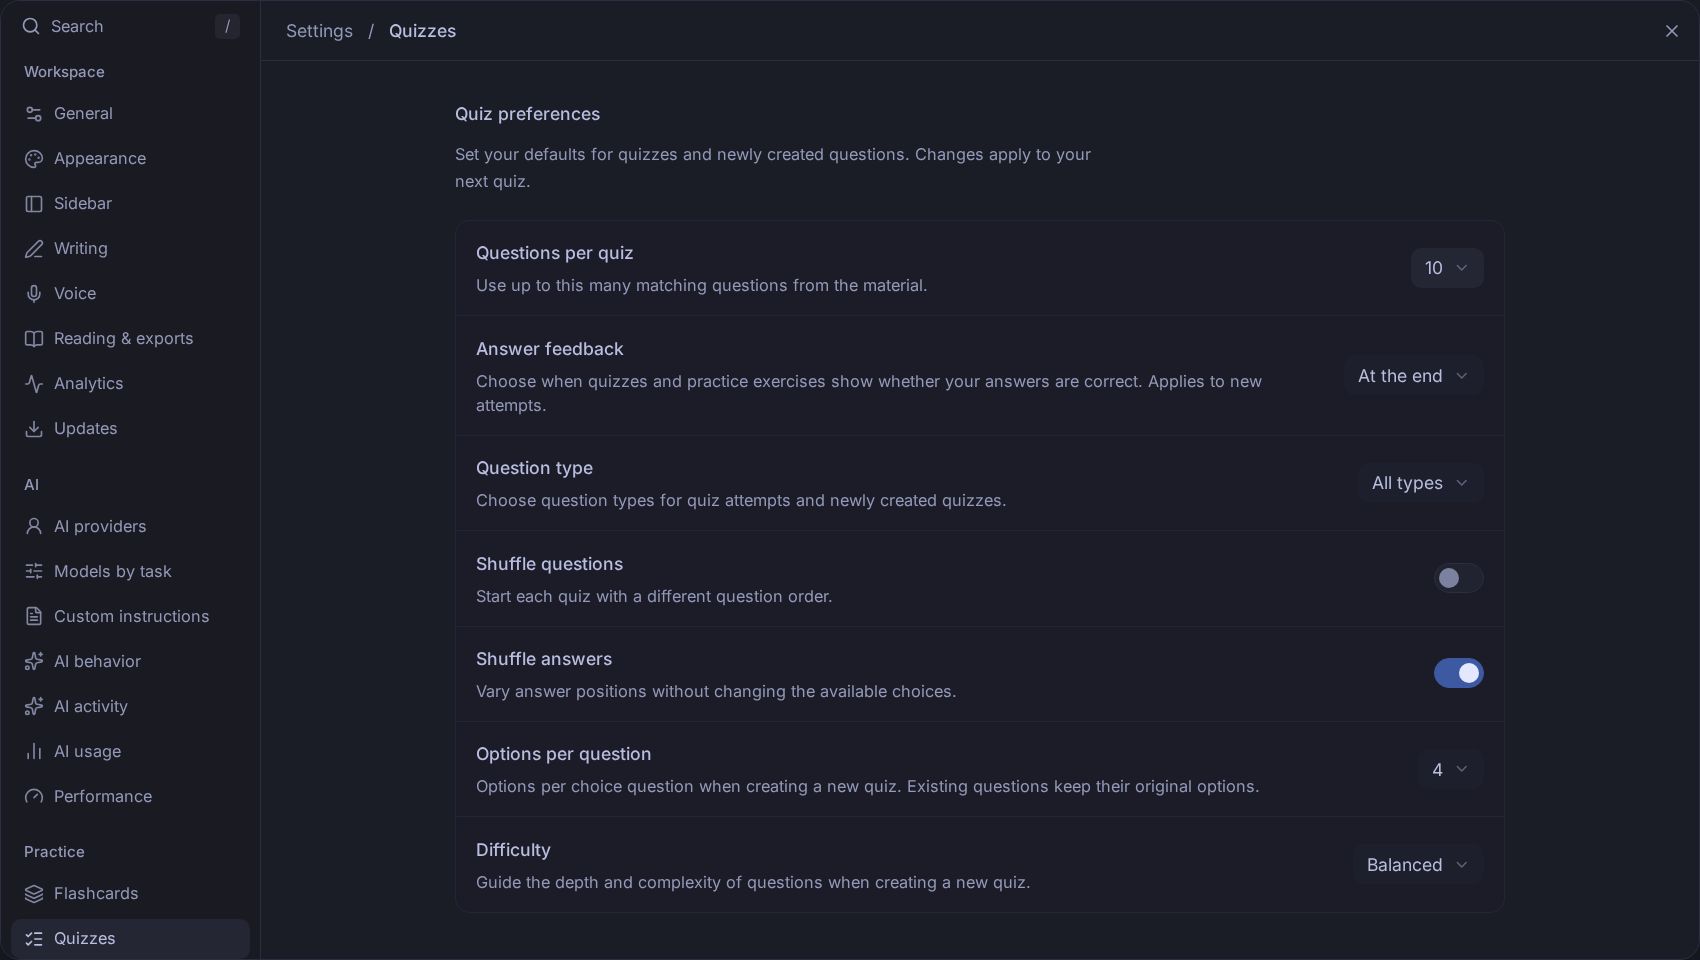 Search
/
Workspace
General
Appearance
Sidebar
Writing
Voice
Reading & exports
Analytics
Updates
AI
AI providers
Models by task
Custom instructions
AI behavior
AI activity
AI usage
Performance
Practice
Flashcards
Quizzes
Settings / Quizzes
Quiz preferences
Set your defaults for quizzes and newly created questions. Changes apply to your
next quiz.
Questions per quiz
Use up to this many matching questions from the material.
10
Answer feedback
Choose when quizzes and practice exercises show whether your answers are correct. Applies to new
attempts.
At the end
Question type
Choose question types for quiz attempts and newly created quizzes.
All types
Shuffle questions
Start each quiz with a different question order.
Shuffle answers
Vary answer positions without changing the available choices.
Options per question
Options per choice question when creating a new quiz. Existing questions keep their original options.
4
Difficulty
Guide the depth and complexity of questions when creating a new quiz.
Balanced